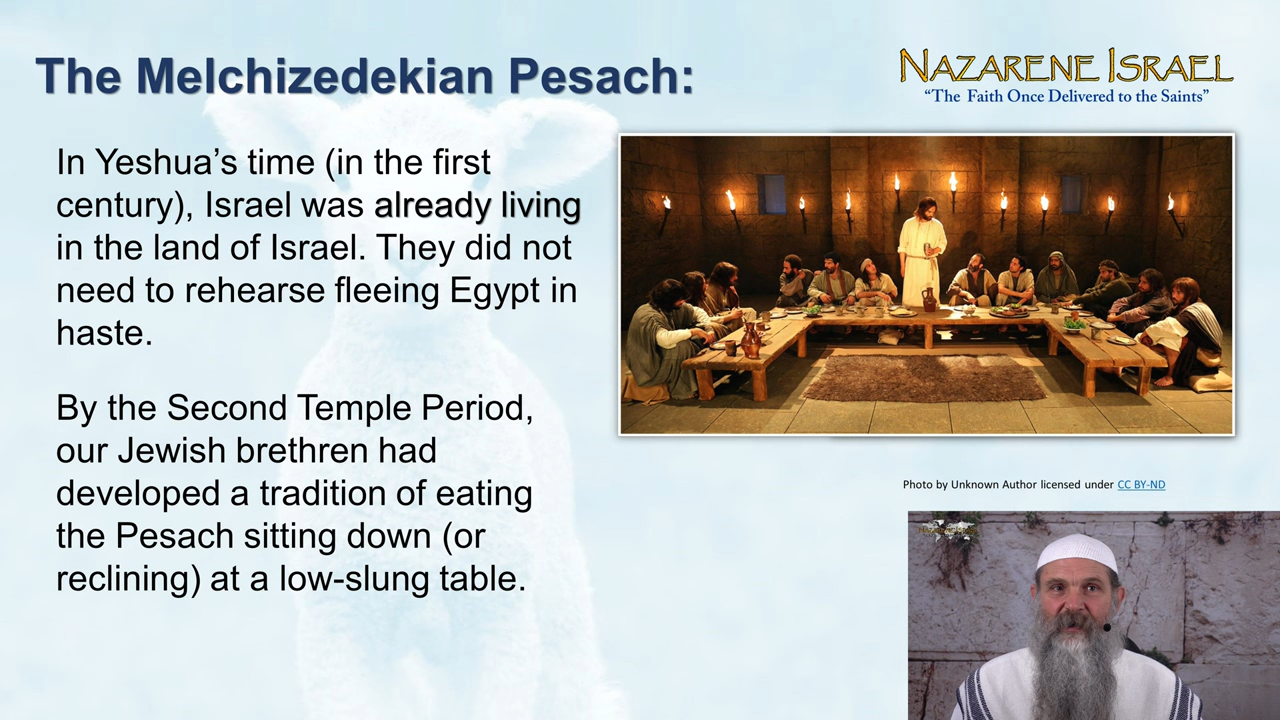 The Melchizedekian Pesach:
NAZARENE ISRAEL
“The Faith Once Delivered to the Saints”
In Yeshua’s time (in the first
century), Israel was already living
in the land of Israel. They did not
need to rehearse fleeing Egypt in
haste.
By the Second Temple Period,
our Jewish brethren had
developed a tradition of eating
the Pesach sitting down (or
reclining) at a low-slung table.
Photo by Unknown Author licensed under CC BY-ND